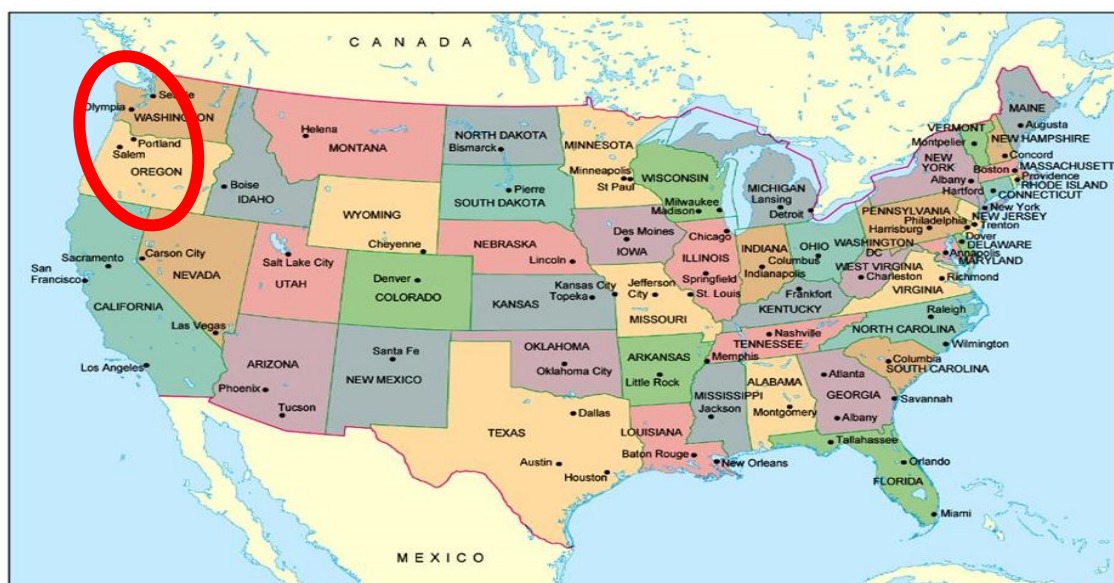 CANADA
Seattle
Olympia
WASHINGTON
Portland
Salem
OREGON
Helena
MONTANA
Boise
IDAHO
NORTH DAKOTA
Bismarck
Pierre
SOUTH DAKOTA
MINNESOTA
Minneapolis
ST Paul
WISCONSIN
Milwaukee
Madison
MICHIGAN
Lansing
Detroit
MAINE
Augusta
VERMONT
Montpelier
NEW HAMPSHIRE
Concord
NEW
YORK
Albany
Boston
MASSACHUSETT
Providence
RHODE ISLAND
Hartford
CONNECTICUT
New York
WYOMING
Cheyenne
NEBRASKA
Lincoln
Des Moines
IOWA
Chicago
ILLINOIS
Springfield
INDIANA
Indianapolis
OHIO
Columbus
PENNSYLVANIA
Philadelphia
Harrisburg
NEW JERSEY
Trenton
Dover
DELAWARE
WASHINGTON
DC
Annapolis
MARYLAND
WEST VIRGINIA
Charleston
Richmond
VIRGINIA
Sacramento
San
Francisco
Carson City
NEVADA
CALIFORNIA
Las Vegas
Los Angeles
Salt Lake City
UTAH
Denver
COLORADO
KANSAS
Kansas City
Topeka
Jefferson
City
St. Louis
MISSOURI
Frankfort
KENTUCKY
Raleigh
NORTH CAROLINA
Wilmington
Nashville
TENNESSEE
Memphis
ARIZONA
Phoenix
Tucson
Santa Fe
NEW MEXICO
OKLAHOMA
Oklahoma City
ARKANSAS
Little Rock
MISSISSIPPI
Jackson
ALABAMA
Montgomery
Atlanta
GEORGIA
Albany
Columbia
SOUTH CAROLINA
Savannah
TEXAS
Dallas
Austin
Houston
LOUISIANA
Baton Rouge
New Orleans
Tallahassee
Orlando
FLORIDA
Miami
MEXICO